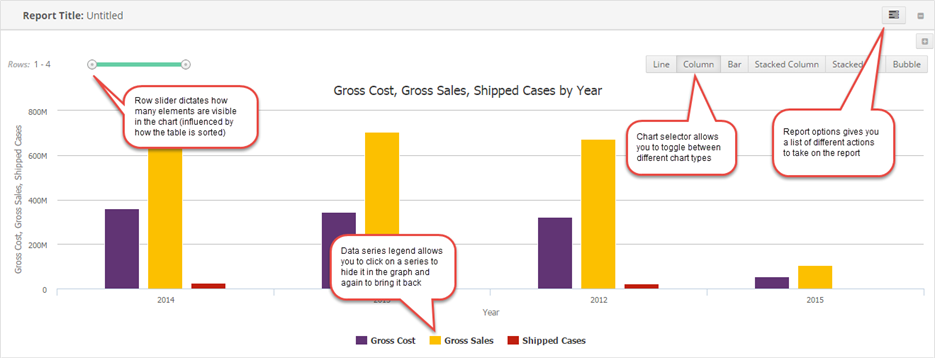 Report Title: Untitled
Rows: 1 - 4
Line Column Bar Stacked Column Stacked Bubble
Row slider dictates how
many elements are visible
in the chart (influenced by
how the table is sorted)
Gross Cost, Gross Sales, Shipped Cases by Year
Chart selector allows
you to toggle between
different chart types
Report options gives you
a list of different actions
to take on the report
Gross Cost, Gross Sales, Shipped Cases
800M
600M
400M
200M
0
Data series legend allows
you to click on a series to
hide it in the graph and
again to bring it back
2014 2013 2012 2015
Year
Gross Cost Gross Sales Shipped Cases